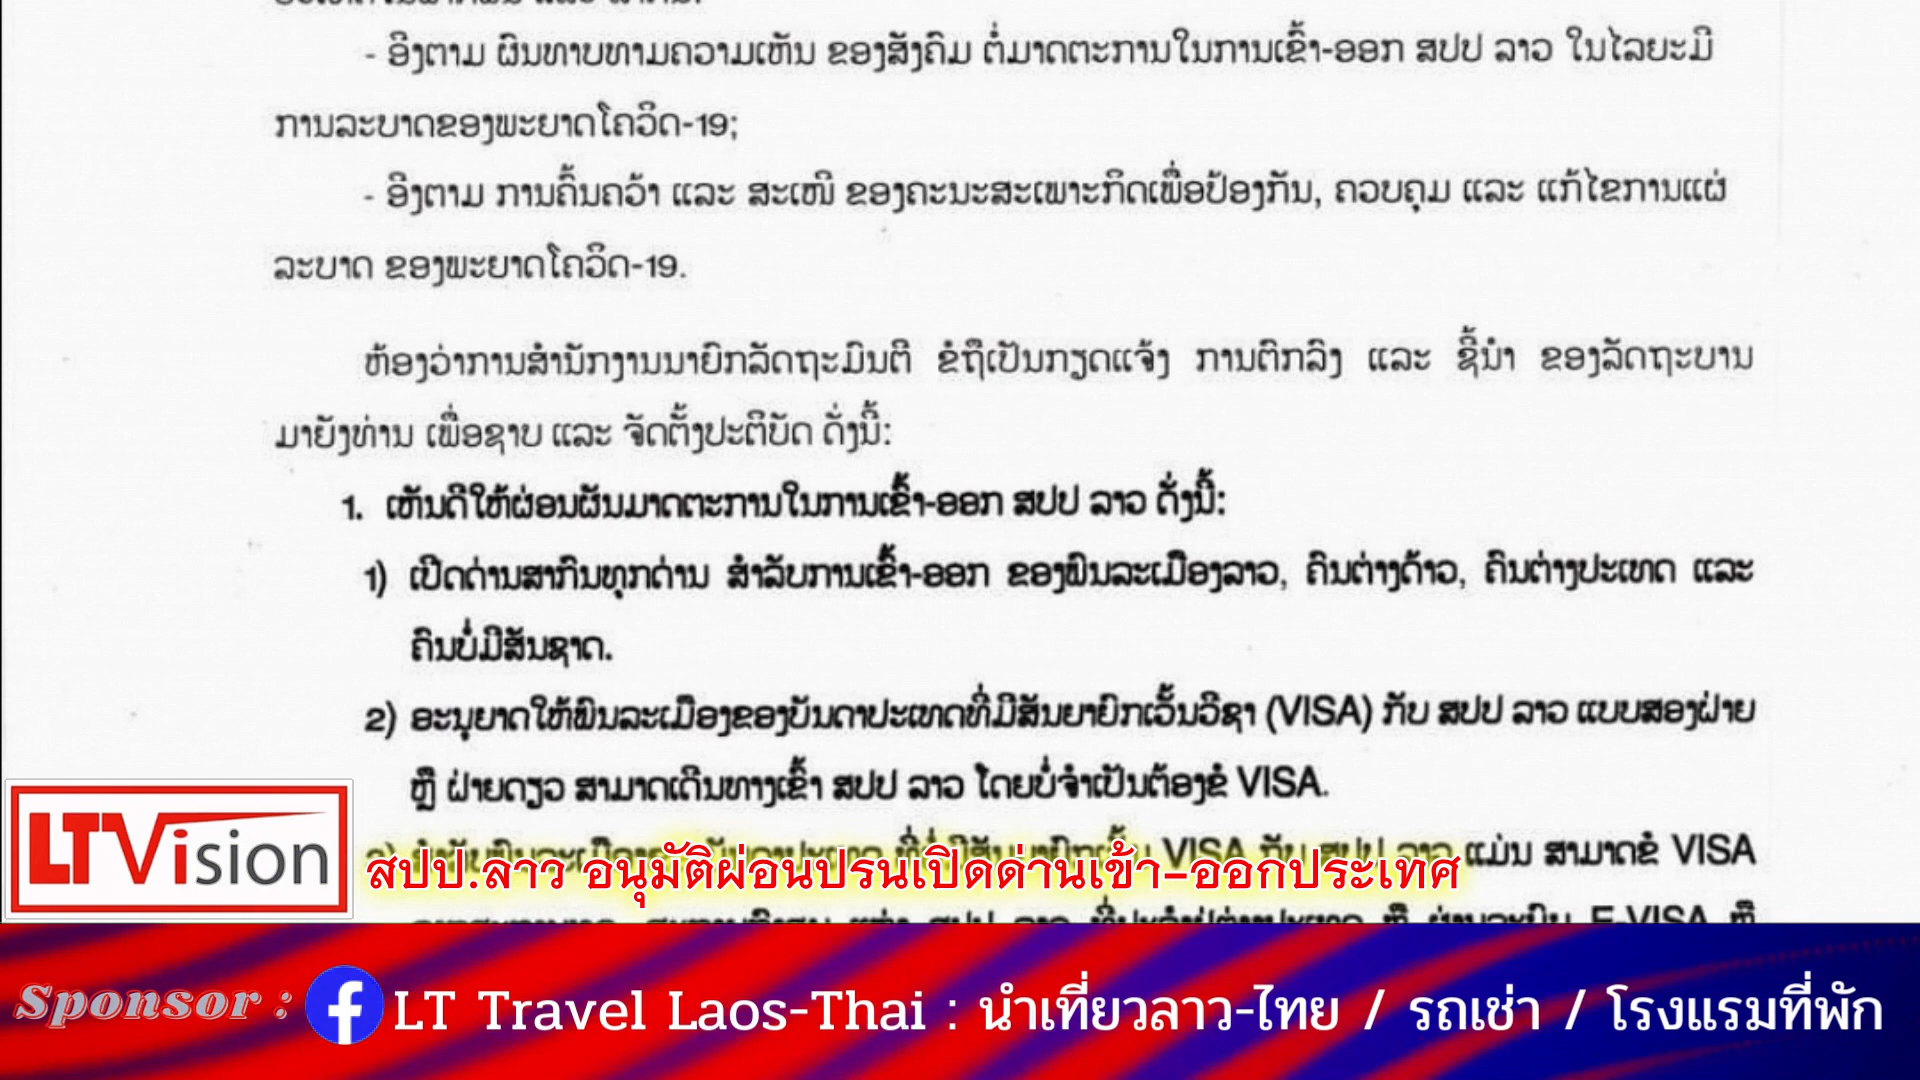 - ອີງຕາມ ຜົນທາບທາມຄວາມເຫັນ ຂອງສັງຄົມ ຕໍ່ມາດຕະການໃນການເຂົ້າ-ອອກ ສປປ ລາວ ໃນໄລຍະມີ
ການລະບາດຂອງພະຍາດໂຄວິດ-19;
- ອີງຕາມ ການຄົ້ນຄວ້າ ແລະ ສະເໜີ ຂອງຄະນະສະເພາະກິດເພື່ອປ້ອງກັນ, ຄວບຄຸມ ແລະ ແກ້ໄຂການແຜ່
ລະບາດ ຂອງພະຍາດໂຄວິດ-19.
ຫ້ອງວ່າການສຳນັກງານນາຍົກລັດຖະມົນຕີ ຂໍຖືເປັນກຽດແຈ້ງ ການຕົກລົງ ແລະ ຊີ້ນຳ ຂອງລັດຖະບານ
ມາຍັງທ່ານ ເພື່ອຊາບ ແລະ ຈັດຕັ້ງປະຕິບັດ ດັ່ງນີ້:
1. ເຫັນດີໃຫ້ຜ່ອນຜັນມາດຕະການໃນການເຂົ້າ-ອອກ ສປປ ລາວ ດັ່ງນີ້:
1) ເປີດດ່ານສາກົນທຸກດ່ານ ສຳລັບການເຂົ້າ-ອອກ ຂອງພົນລະເມືອງລາວ, ຄົນຕ່າງດ້າວ, ຄົນຕ່າງປະເທດ ແລະ
ຄົນບໍ່ມີສັນຊາດ.
2) ອະນຸຍາດໃຫ້ພົນລະເມືອງຂອງບັນດາປະເທດທີ່ມີສັນຍາຍົກເວັ້ນວີຊາ (VISA) ກັບ ສປປ ລາວ ແບບສອງຝ່າຍ
ຫຼື ຝ່າຍດຽວ ສາມາດເດີນທາງເຂົ້າ ສປປ ລາວ ໂດຍບໍ່ຈຳເປັນຕ້ອງຂໍ VISA.
VISA ກັບ ສປປ ລາວ ແມ່ນ ສາມາດຂໍ VISA
LTVision
สปป.ลาว อนุมัติผ่อนปรนเปิดด่านเข้า–ออกประเทศ
Sponsor : LT Travel Laos-Thai : นำเที่ยวลาว-ไทย / รถเช่า / โรงแรมที่พัก